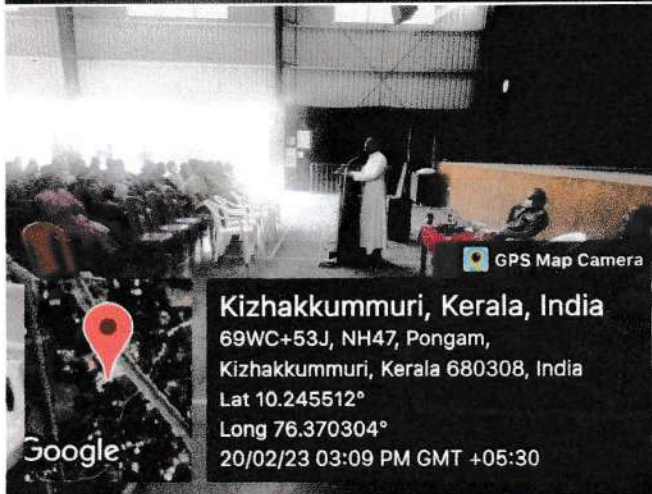 GPS Map Camera
Kizhakkummuri, Kerala, India
69WC+53J, NH47, Pongam,
Kizhakkummuri, Kerala 680308, India
Lat 10.245512°
Long 76.370304°
20/02/23 03:09 PM GMT +05:30
Google